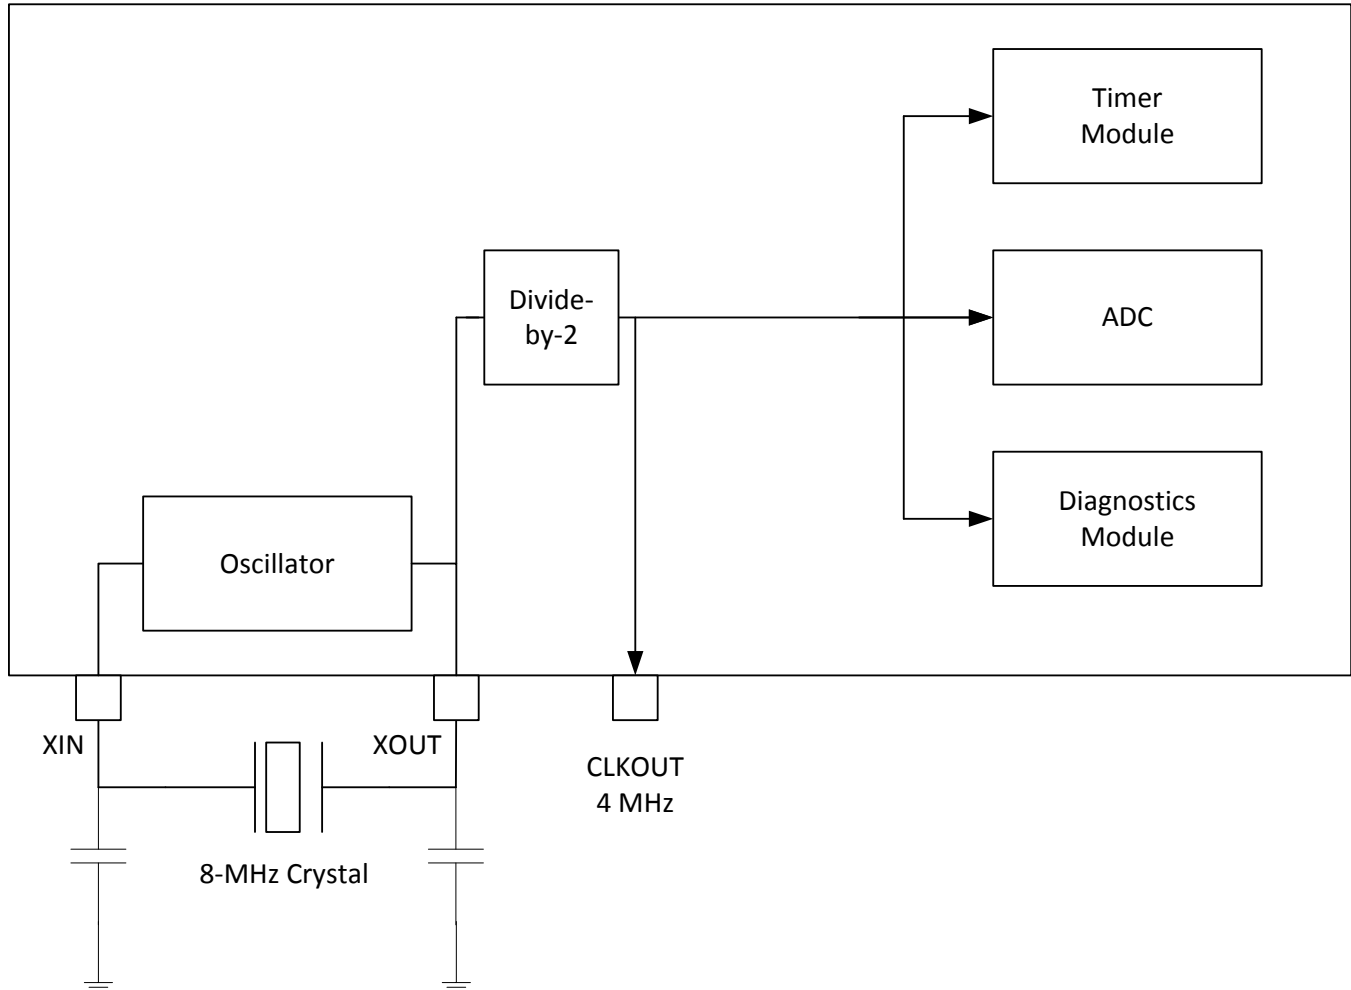 Timer
Module
Divide-
by-2
ADC
Diagnostics
Module
Oscillator
XIN
XOUT
CLKOUT
4 MHz
8-MHz Crystal